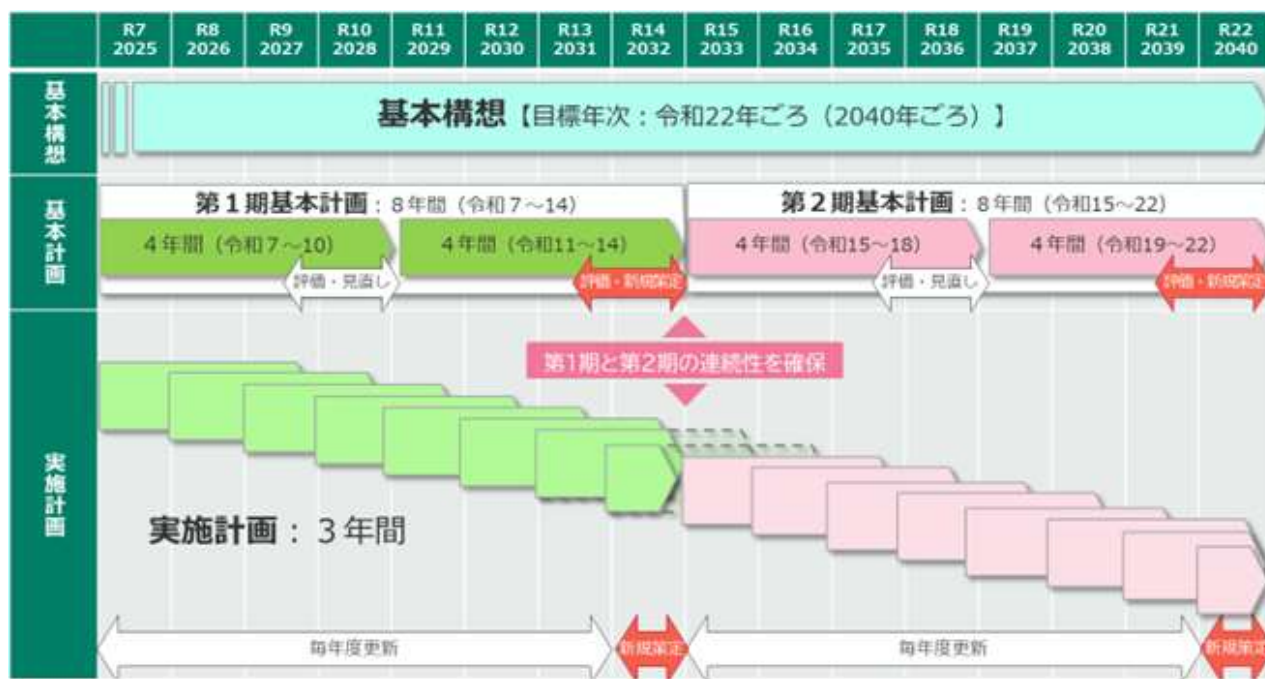 R7 R8 R9 R10 R11 R12 R13 R14 R15 R16 R17 R18 R19 R20 R21 R22
2025 2026 2027 2028 2029 2030 2031 2032 2033 2034 2035 2036 2037 2038 2039 2040
基本構想
基本構想【目標年次：令和22年ごろ（2040年ごろ）】
基本計画
第1期基本計画：8年間（令和7～14）
第2期基本計画：8年間（令和15～22）
4年間（令和7～10）
4年間（令和11～14）
4年間（令和15～18）
4年間（令和19～22）
評価・見直し
評価・新規策定
評価・見直し
評価・新規策定
第1期と第2期の連続性を確保
実施計画
実施計画：3年間
毎年度更新
新規策定
毎年度更新
新規策定